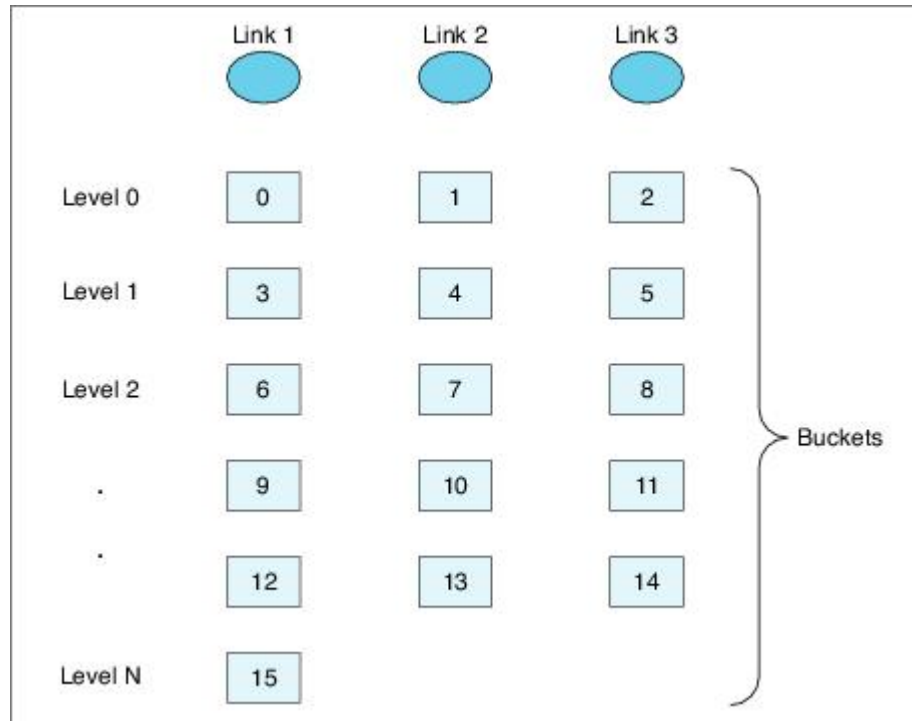 Link 1 Link 2 Link 3
Level 0 0 1 2
Level 1 3 4 5
Level 2 6 7 8
Buckets
. 9 10 11
.
12 13 14
Level N 15